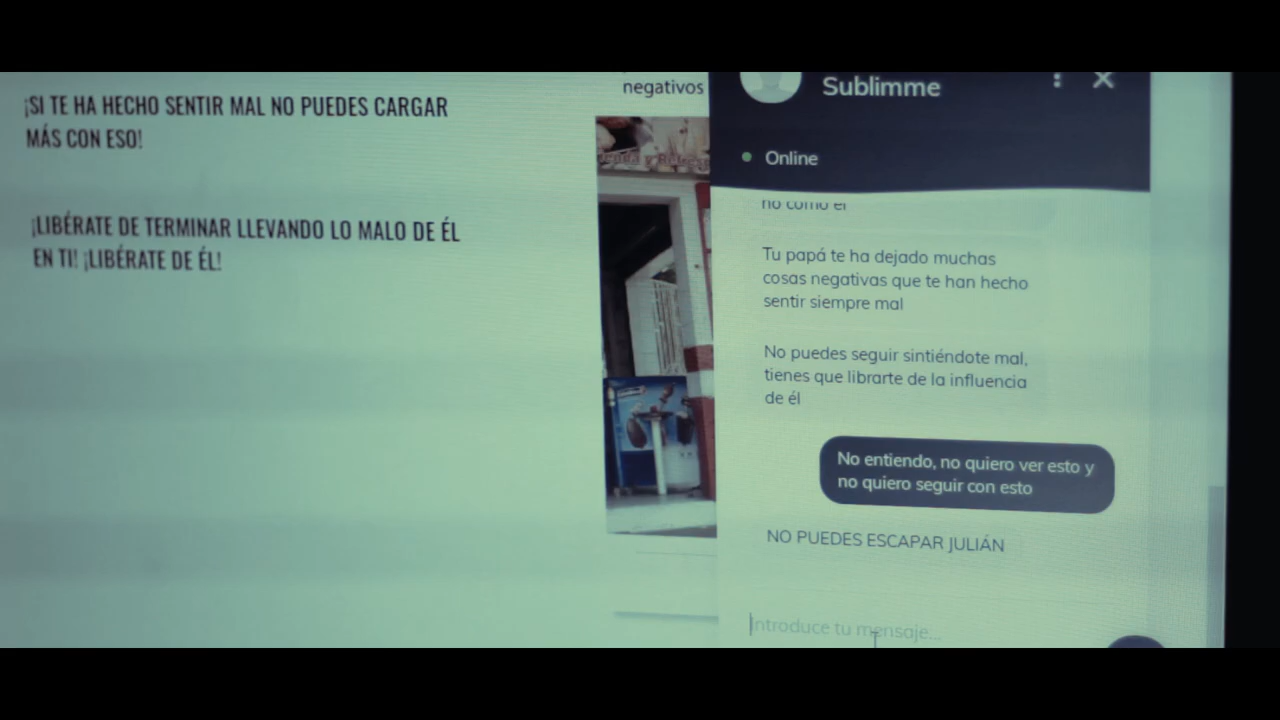 ¡SI TE HA HECHO SENTIR MAL NO PUEDES CARGAR
MÁS CON ESO!
¡LIBÉRATE DE TERMINAR LLEVANDO LO MALO DE ÉL
EN TI! ¡LIBÉRATE DE ÉL!
negativos
Sublimme
Online
no como él
Tu papá te ha dejado muchas
cosas negativas que te han hecho
sentir siempre mal
No puedes seguir sintiéndote mal,
tienes que librarte de la influencia
de él
No entiendo, no quiero ver esto y
no quiero seguir con esto
NO PUEDES ESCAPAR JULIÁN
Introduce tu mensaje...